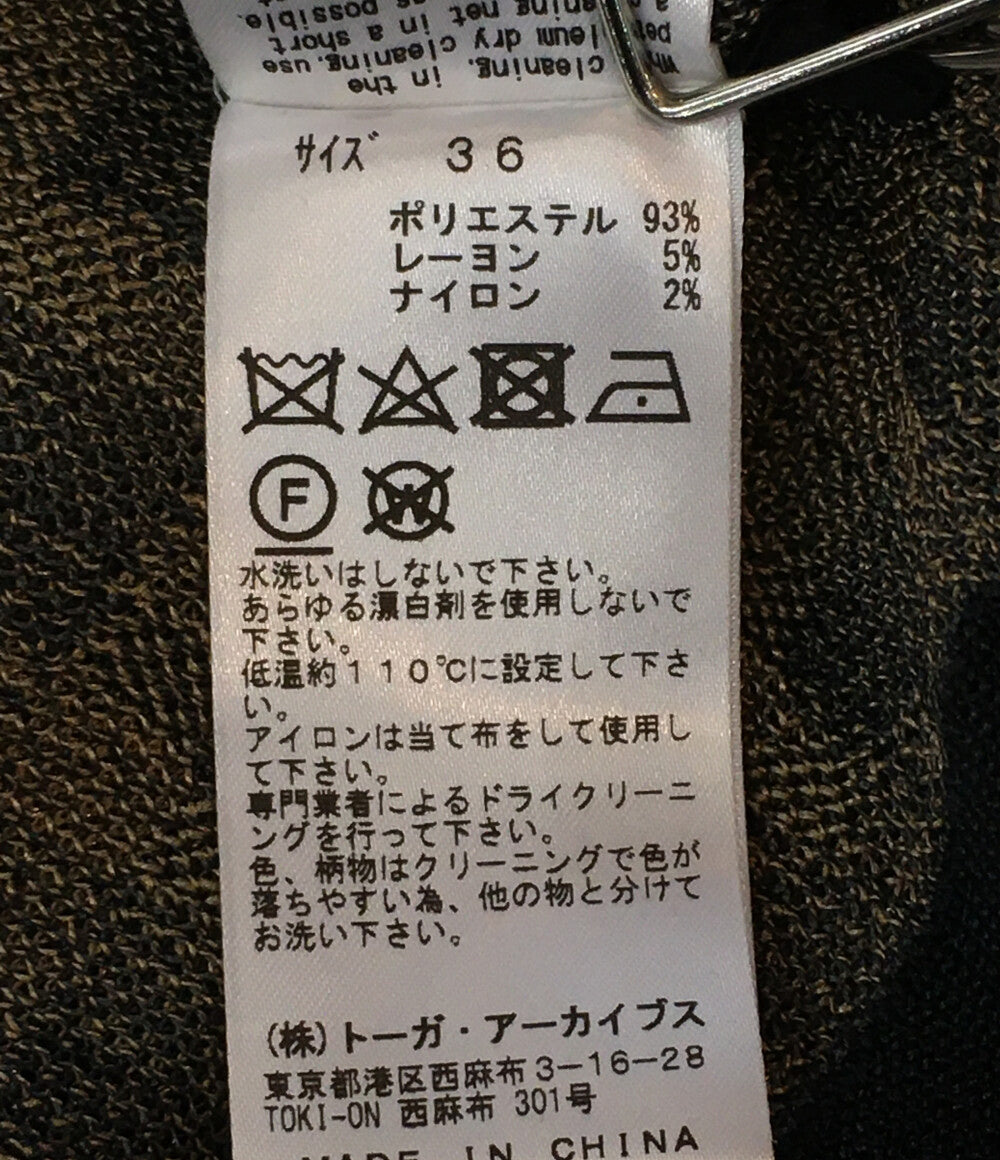 cleaning.
in the
leum dry cleaning.use
in a short
ning not
as possible.
サイズ 36
ポリエステル 93%
レーヨン 5%
ナイロン 2%
F
W
水洗いはしないで下さい。
あらゆる漂白剤を使用しないで
下さい。
低温約110℃に設定して下さ
い。
アイロンは当て布をして使用し
て下さい。
専門業者によるドライクリーニ
ングを行って下さい。
色、柄物はクリーニングで色が
落ちやすい為、他の物と分けて
お洗い下さい。
(株)トーガ・アーカイブス
東京都港区西麻布3-16-28
TOKI-ON 西麻布 301号
MADE IN CHINA